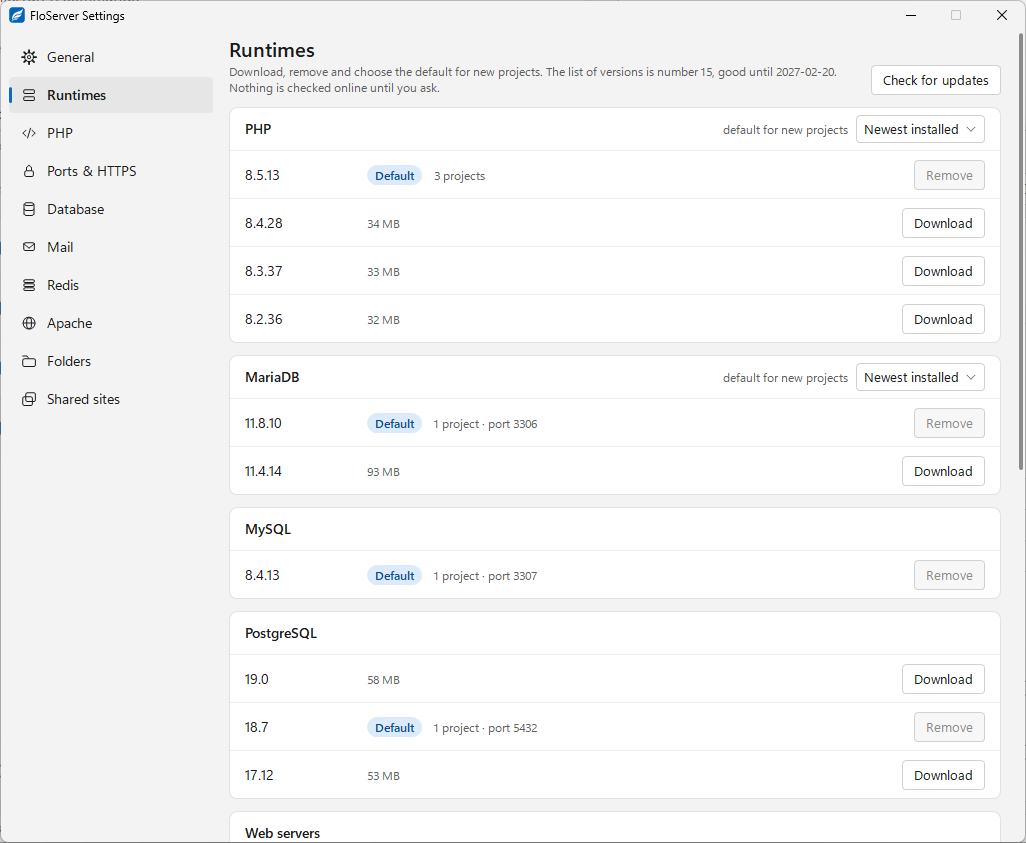 FloServer Settings
General
Runtimes
PHP
Ports & HTTPS
Database
Mail
Redis
Apache
Folders
Shared sites
Runtimes
Download, remove and choose the default for new projects. The list of versions is number 15, good until 2027-02-20.
Nothing is checked online until you ask.
Check for updates
PHP default for new projects Newest installed
8.5.13 Default 3 projects Remove
8.4.28 34 MB Download
8.3.37 33 MB Download
8.2.36 32 MB Download
MariaDB default for new projects Newest installed
11.8.10 Default 1 project · port 3306 Remove
11.4.14 93 MB Download
MySQL
8.4.13 Default 1 project · port 3307 Remove
PostgreSQL
19.0 58 MB Download
18.7 Default 1 project · port 5432 Remove
17.12 53 MB Download
Web servers